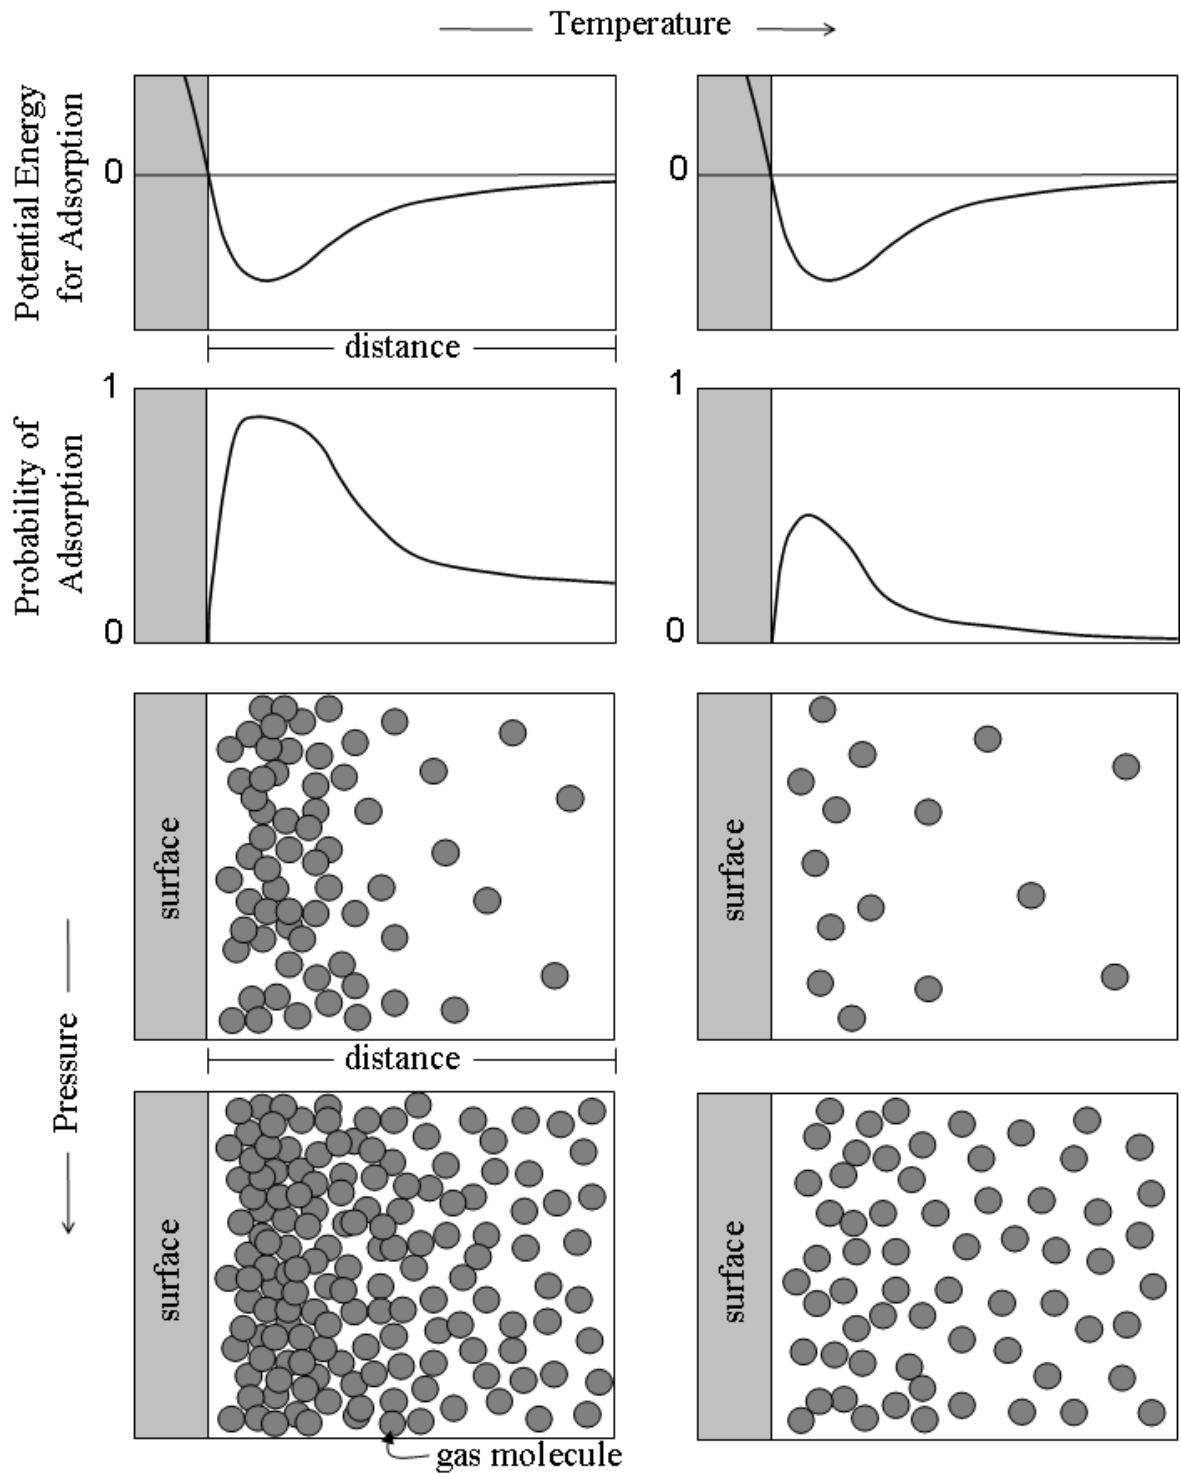 Temperature
Potential Energy
for Adsorption
0
0
distance
Probability of
Adsorption
1
0
1
0
surface
surface
distance
Pressure
surface
surface
gas molecule